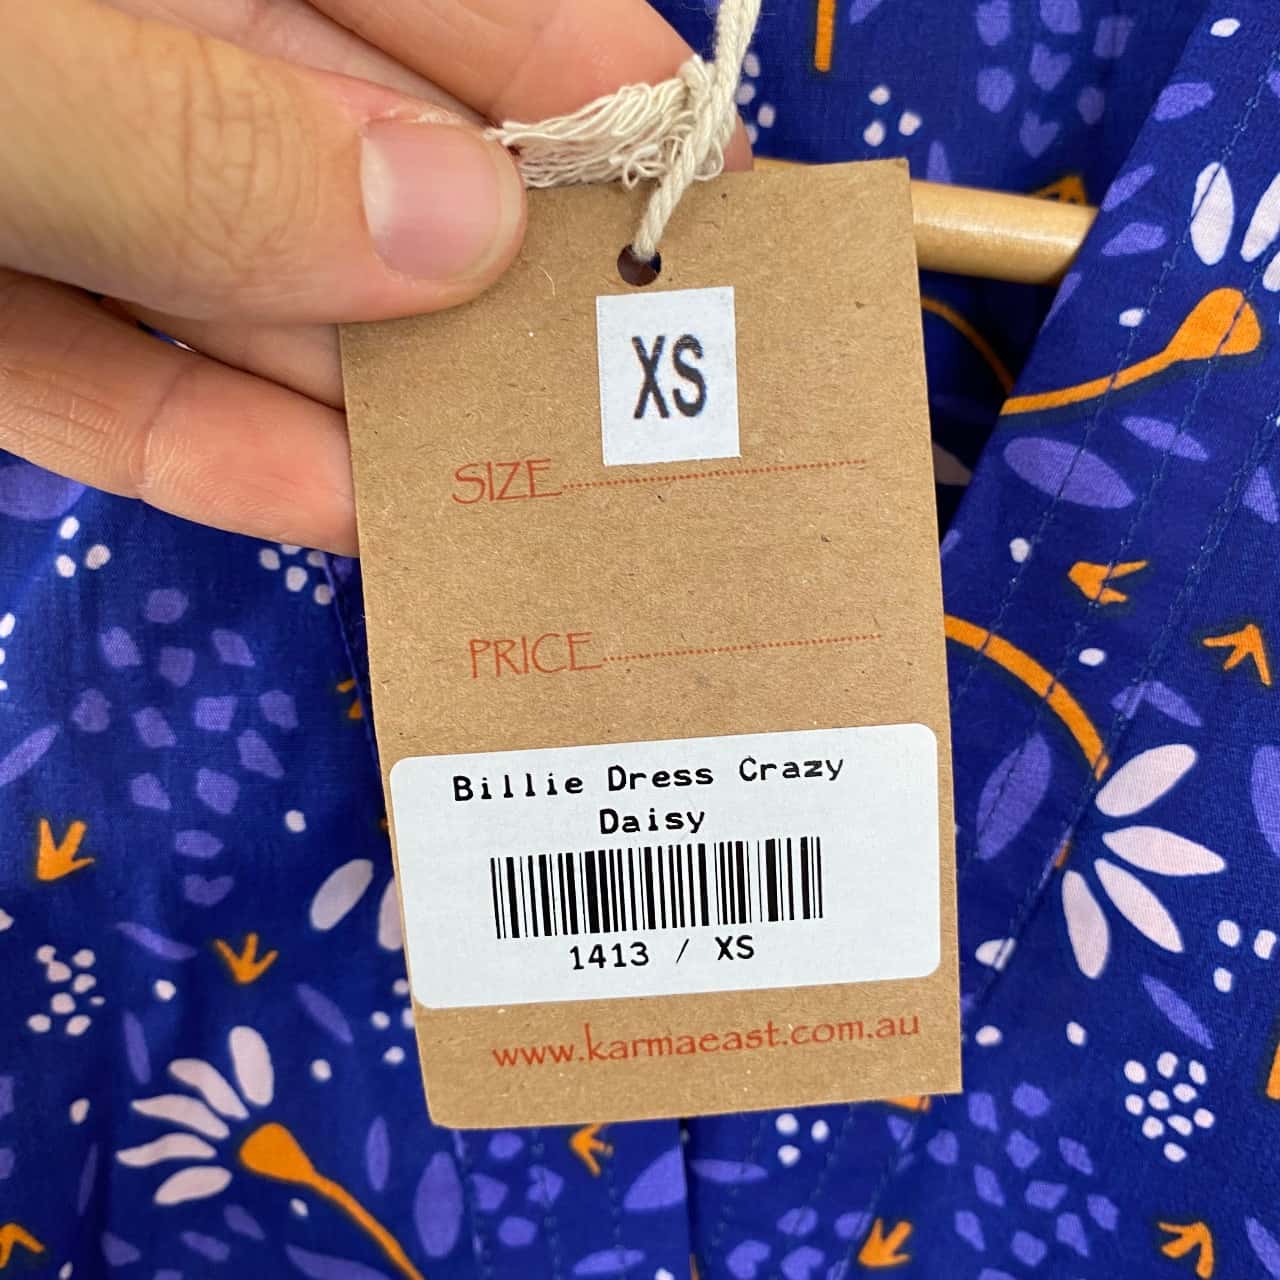 XS
SIZE
PRICE
Billie Dress Crazy
Daisy
1413 / XS
www.karmaeast.com.au